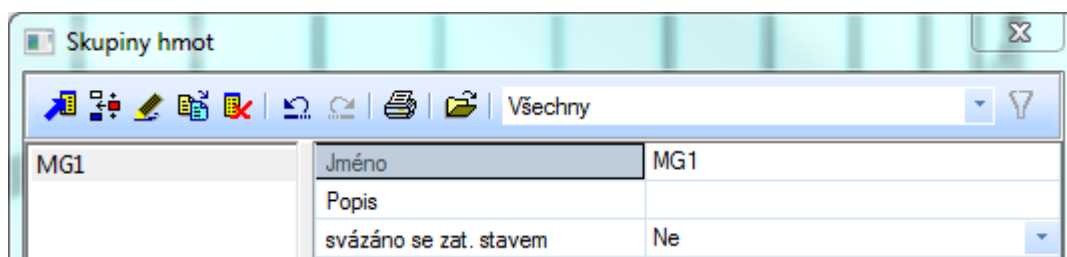 Skupiny hmot
Všechny
MG1
Jméno MG1
Popis
svázáno se zat. stavem Ne